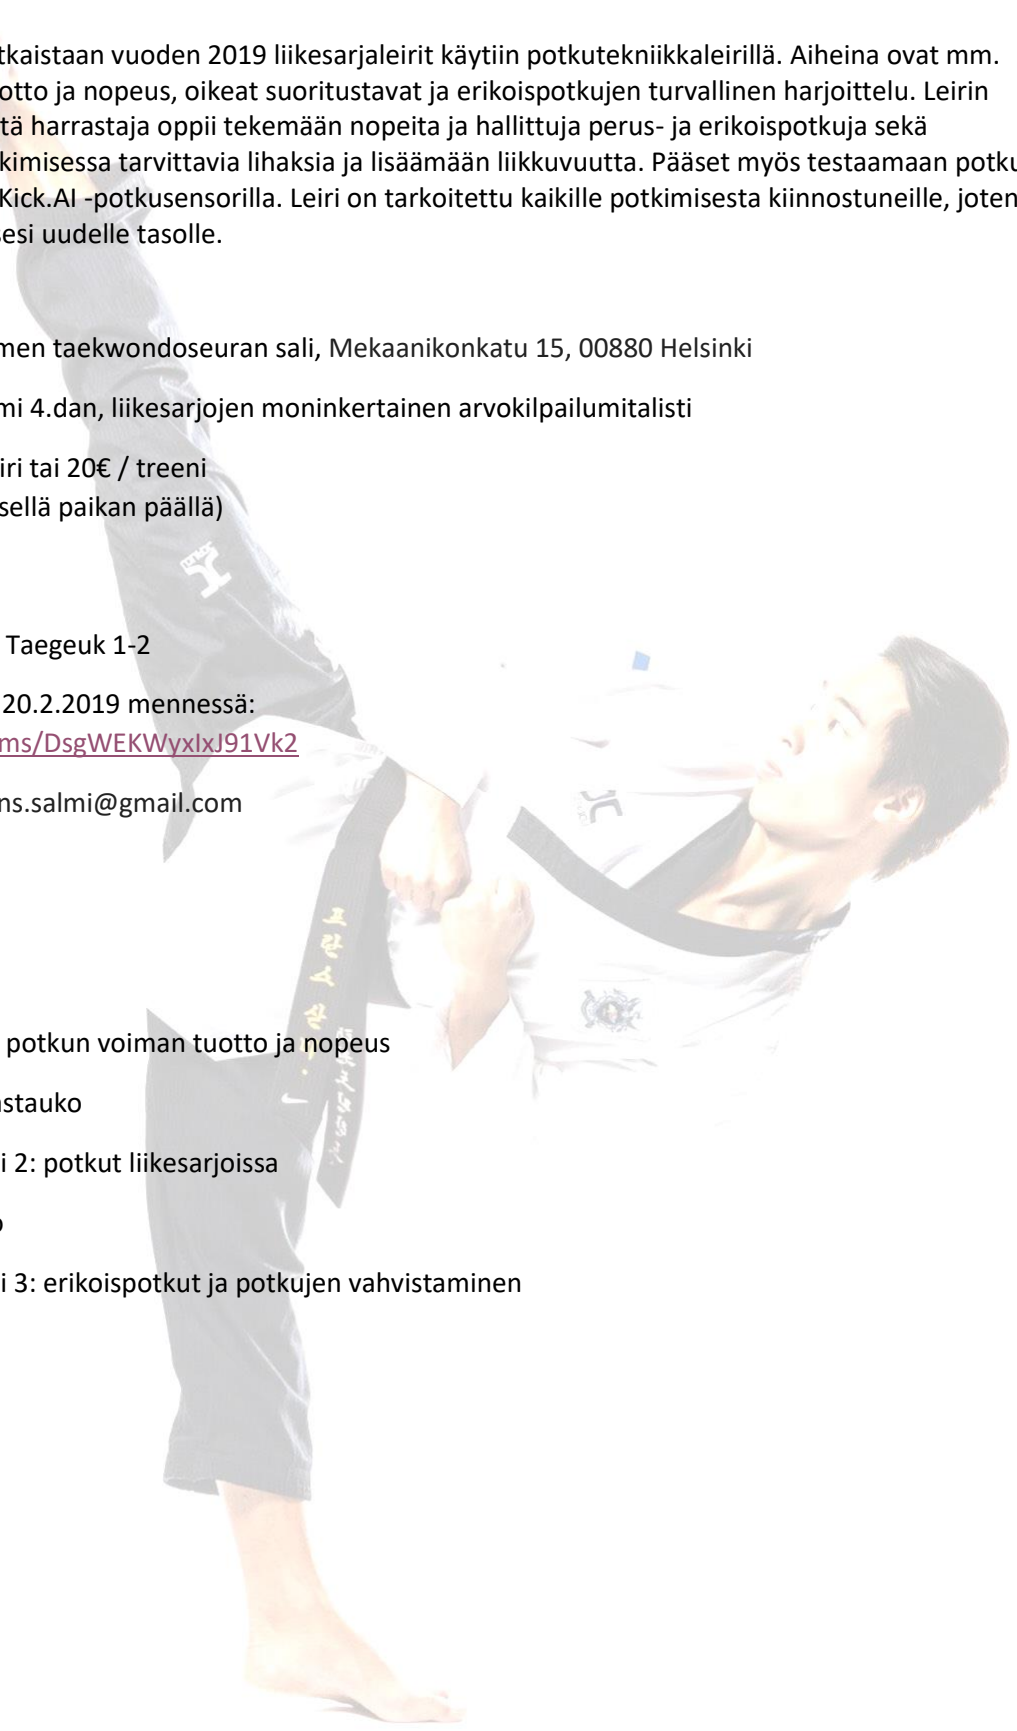 tkaistaan vuoden 2019 liikesarjaleirit käytiin potkutekniikkaleirillä. Aiheina ovat mm.
otto ja nopeus, oikeat suoritustavat ja erikoispotkujen turvallinen harjoittelu. Leirin
tä harrastaja oppii tekemään nopeita ja hallittuja perus- ja erikoispotkuja sekä
kimisessa tarvittavia lihaksia ja lisäämään liikkuvuutta. Pääset myös testaamaan potku
Kick.AI -potkusensorilla. Leiri on tarkoitettu kaikille potkimisesta kiinnostuneille, joten
sesi uudelle tasolle.
men taekwondoseuran sali, Mekaanikonkatu 15, 00880 Helsinki
mi 4.dan, liikesarjojen moninkertainen arvokilpailumitalisti
iri tai 20€ / treeni
sellä paikan päällä)
Taegeuk 1-2
20.2.2019 mennessä:
ms/DsgWEKWyxIxJ91Vk2
ns.salmi@gmail.com
프란스
potkun voiman tuotto ja nopeus
stauko
i 2: potkut liikesarjoissa
o
i 3: erikoispotkut ja potkujen vahvistaminen